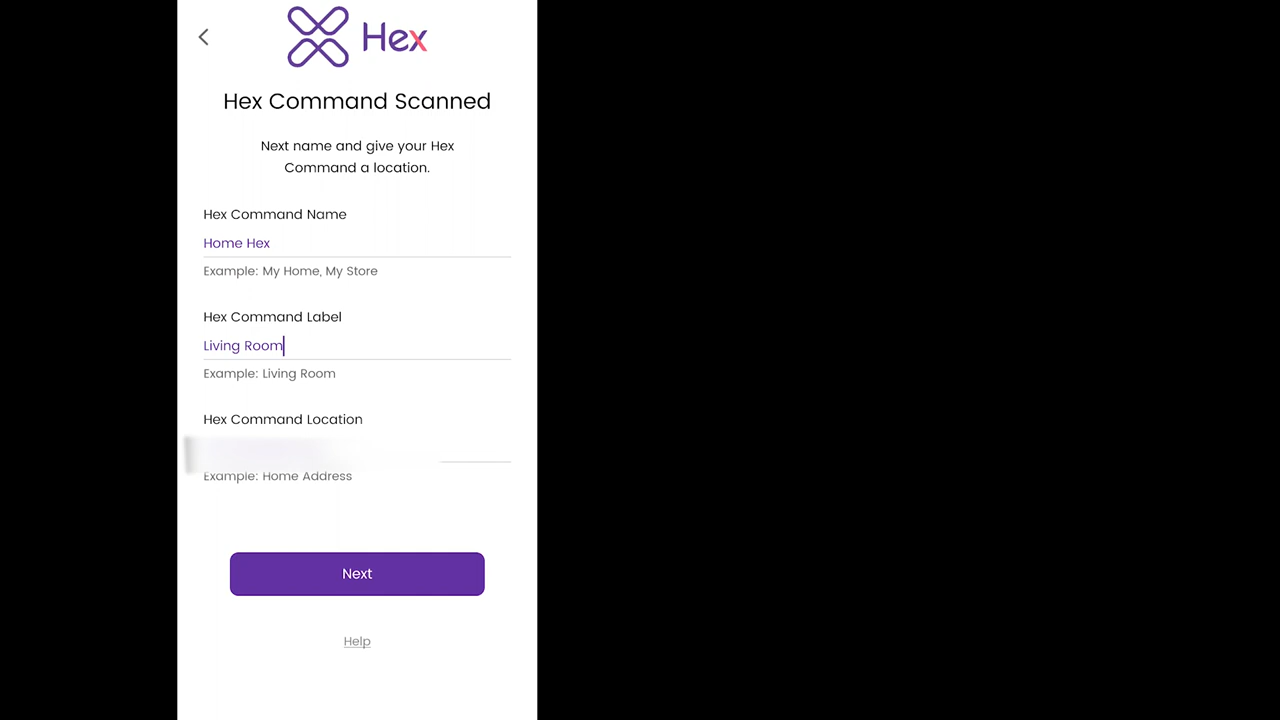 Hex
Hex Command Scanned
Next name and give your Hex
Command a location.
Hex Command Name
Home Hex
Example: My Home, My Store
Hex Command Label
Living Room
Example: Living Room
Hex Command Location
Example: Home Address
Next
Help